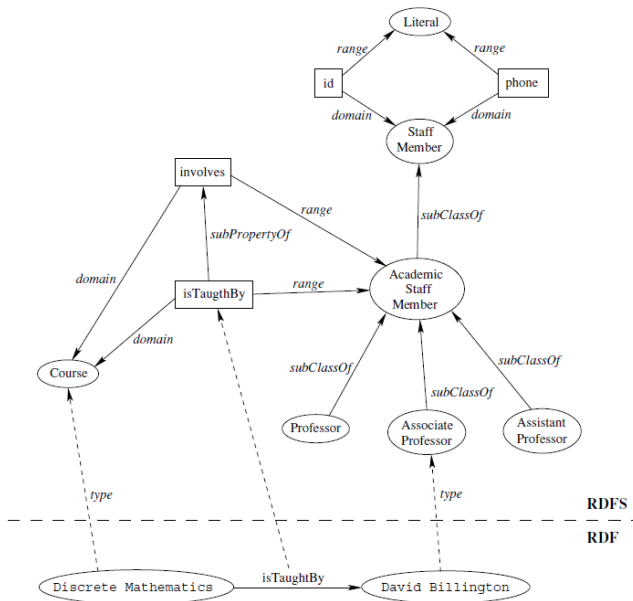 Literal
range
range
id
phone
domain
domain
Staff
Member
involves
range
subClassOf
subPropertyOf
domain
isTaugthBy
range
Academic
Staff
Member
domain
Course
subClassOf
subClassOf
subClassOf
Professor
Associate
Professor
Assistant
Professor
type
type
RDFS
RDF
Discrete Mathematics
isTaughtBy
David Billington